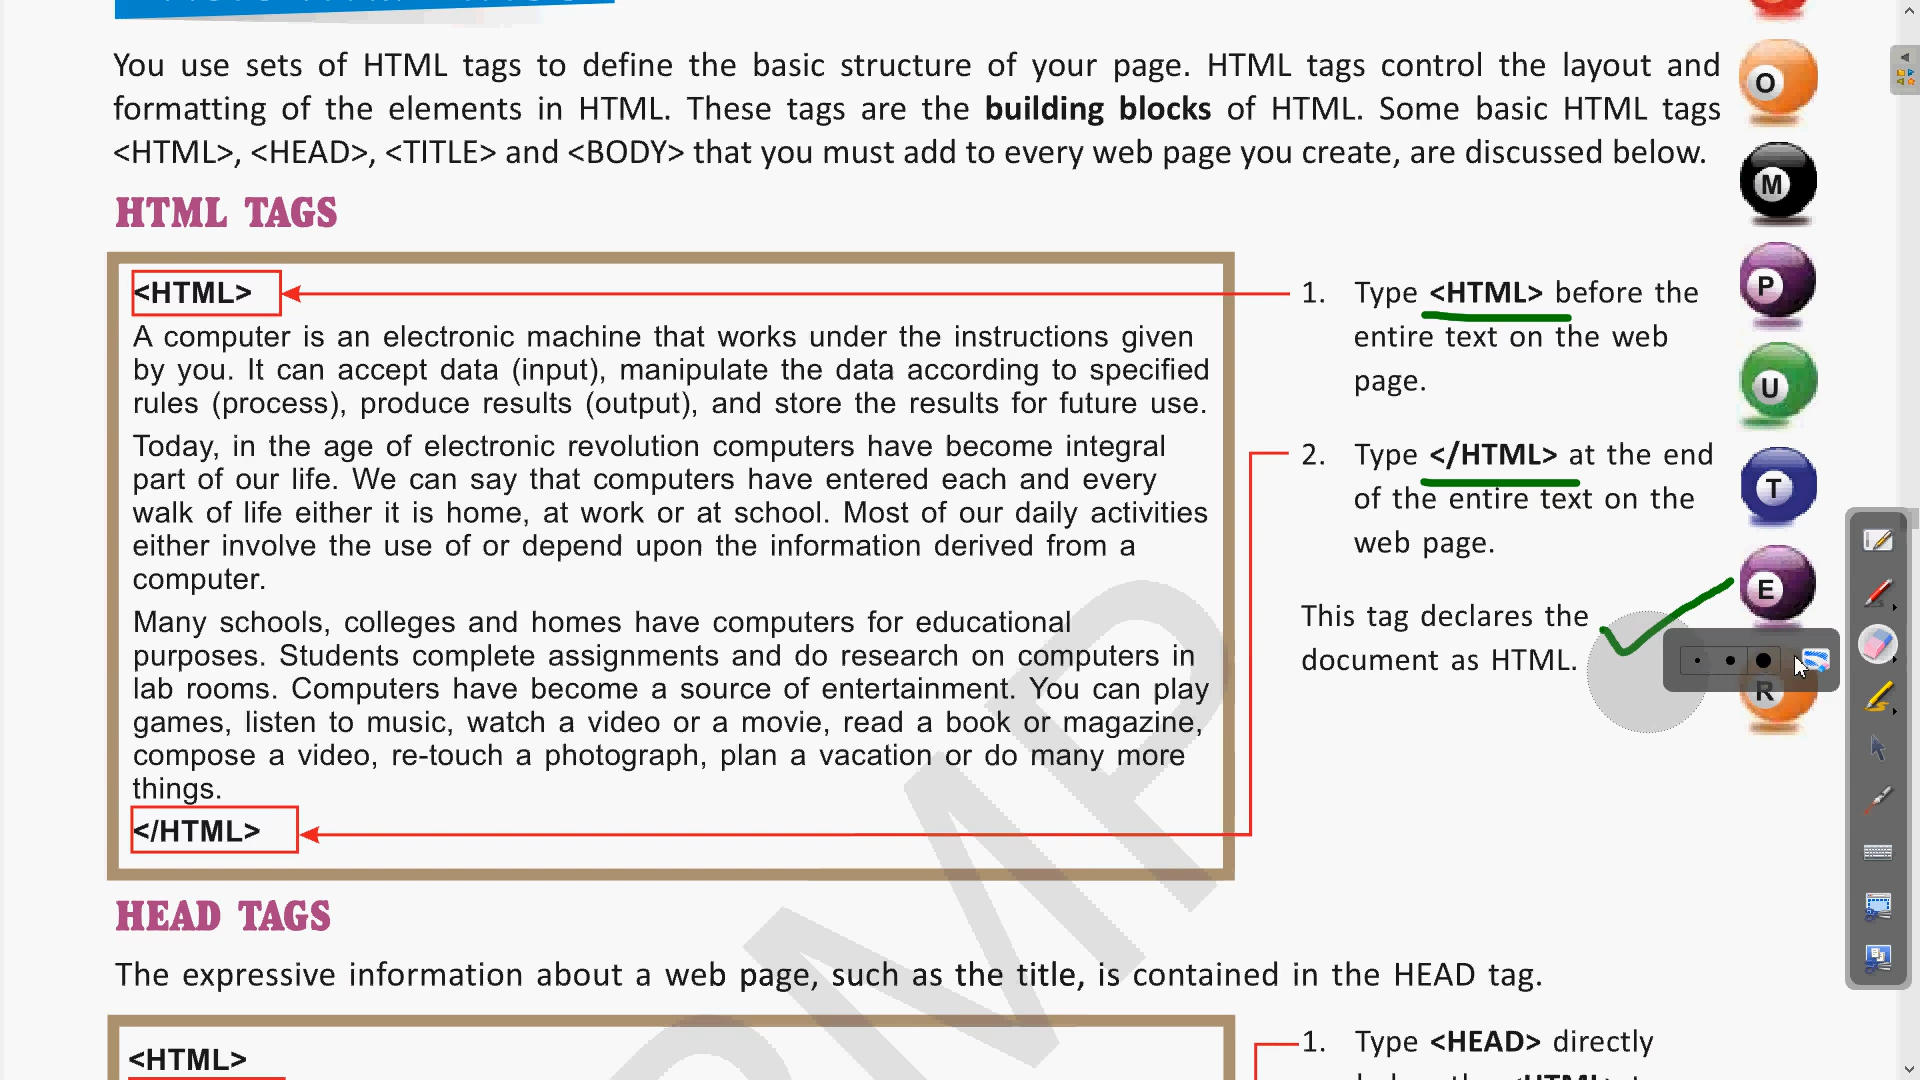 You use sets of HTML tags to define the basic structure of your page. HTML tags control the layout and
formatting of the elements in HTML. These tags are the building blocks of HTML. Some basic HTML tags
<HTML>, <HEAD>, <TITLE> and <BODY> that you must add to every web page you create, are discussed below.
HTML TAGS
<HTML>
A computer is an electronic machine that works under the instructions given
by you. It can accept data (input), manipulate the data according to specified
rules (process), produce results (output), and store the results for future use.
Today, in the age of electronic revolution computers have become integral
part of our life. We can say that computers have entered each and every
walk of life either it is home, at work or at school. Most of our daily activities
either involve the use of or depend upon the information derived from a
computer.
Many schools, colleges and homes have computers for educational
purposes. Students complete assignments and do research on computers in
lab rooms. Computers have become a source of entertainment. You can play
games, listen to music, watch a video or a movie, read a book or magazine,
compose a video, re-touch a photograph, plan a vacation or do many more
things.
</HTML>
1. Type <HTML> before the
entire text on the web
page.
2. Type </HTML> at the end
of the entire text on the
web page.
This tag declares the
document as HTML.
HEAD TAGS
The expressive information about a web page, such as the title, is contained in the HEAD tag.
<HTML>
1. Type <HEAD> directly
O
M
P
U
T
E
R
MP